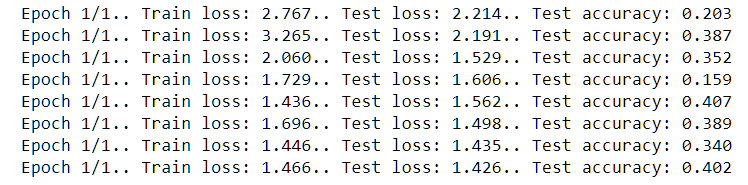 Epoch 1/1.. Train loss: 2.767.. Test loss: 2.214.. Test accuracy: 0.203
Epoch 1/1.. Train loss: 3.265.. Test loss: 2.191.. Test accuracy: 0.387
Epoch 1/1.. Train loss: 2.060.. Test loss: 1.529.. Test accuracy: 0.352
Epoch 1/1.. Train loss: 1.729.. Test loss: 1.606.. Test accuracy: 0.159
Epoch 1/1.. Train loss: 1.436.. Test loss: 1.562.. Test accuracy: 0.407
Epoch 1/1.. Train loss: 1.696.. Test loss: 1.498.. Test accuracy: 0.389
Epoch 1/1.. Train loss: 1.446.. Test loss: 1.435.. Test accuracy: 0.340
Epoch 1/1.. Train loss: 1.466.. Test loss: 1.426.. Test accuracy: 0.402